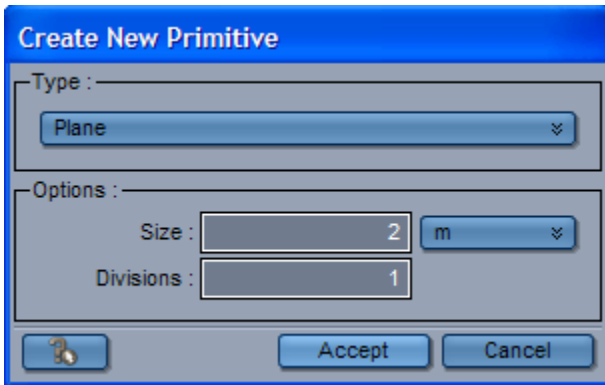 Create New Primitive
Type :
Plane
Options :
Size : 2 m
Divisions : 1
Accept Cancel